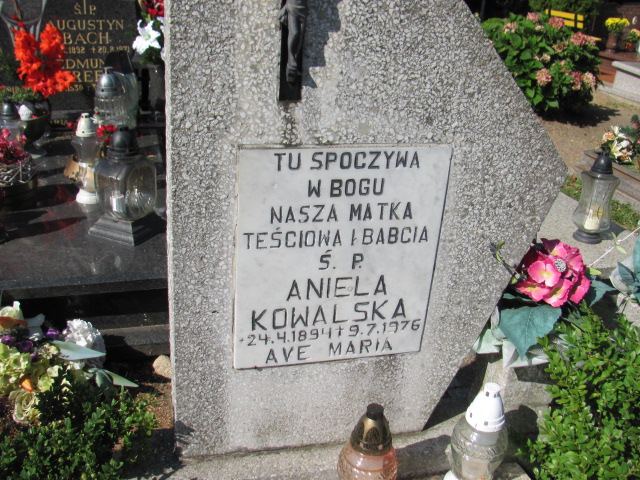 Ś.P.
AUGUSTYN
BACH
TU SPOCZYWA
W BOGU
NASZA MATKA
TEŚCIOWA I BABCIA
Ś. P.
ANIELA
KOWALSKA
*24.4.1894 +9.7.1976
AVE MARIA